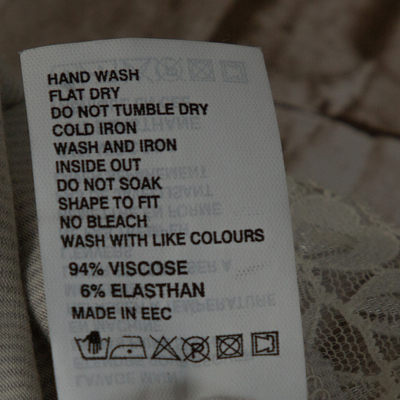 HAND WASH
FLAT DRY
DO NOT TUMBLE DRY
COLD IRON
WASH AND IRON
INSIDE OUT
DO NOT SOAK
SHAPE TO FIT
NO BLEACH
WASH WITH LIKE COLOURS
94% VISCOSE
6% ELASTHAN
MADE IN EEC